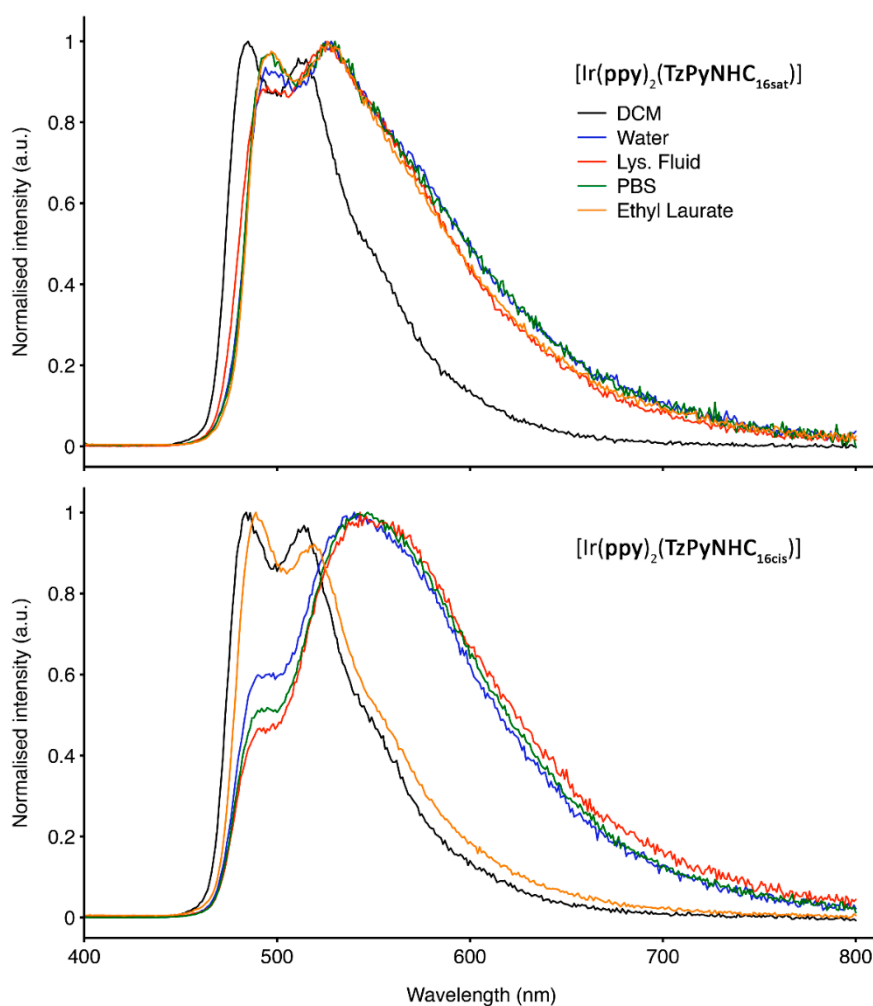 Normalised intensity (a.u.)
1
0.8
0.6
0.4
0.2
0
[Ir(ppy)₂(TzPyNHC₁₆sat)]
DCM
Water
Lys. Fluid
PBS
Ethyl Laurate
Normalised intensity (a.u.)
1
0.8
0.6
0.4
0.2
0
[Ir(ppy)₂(TzPyNHC₁₆cis)]
400 500 600 700 800
Wavelength (nm)